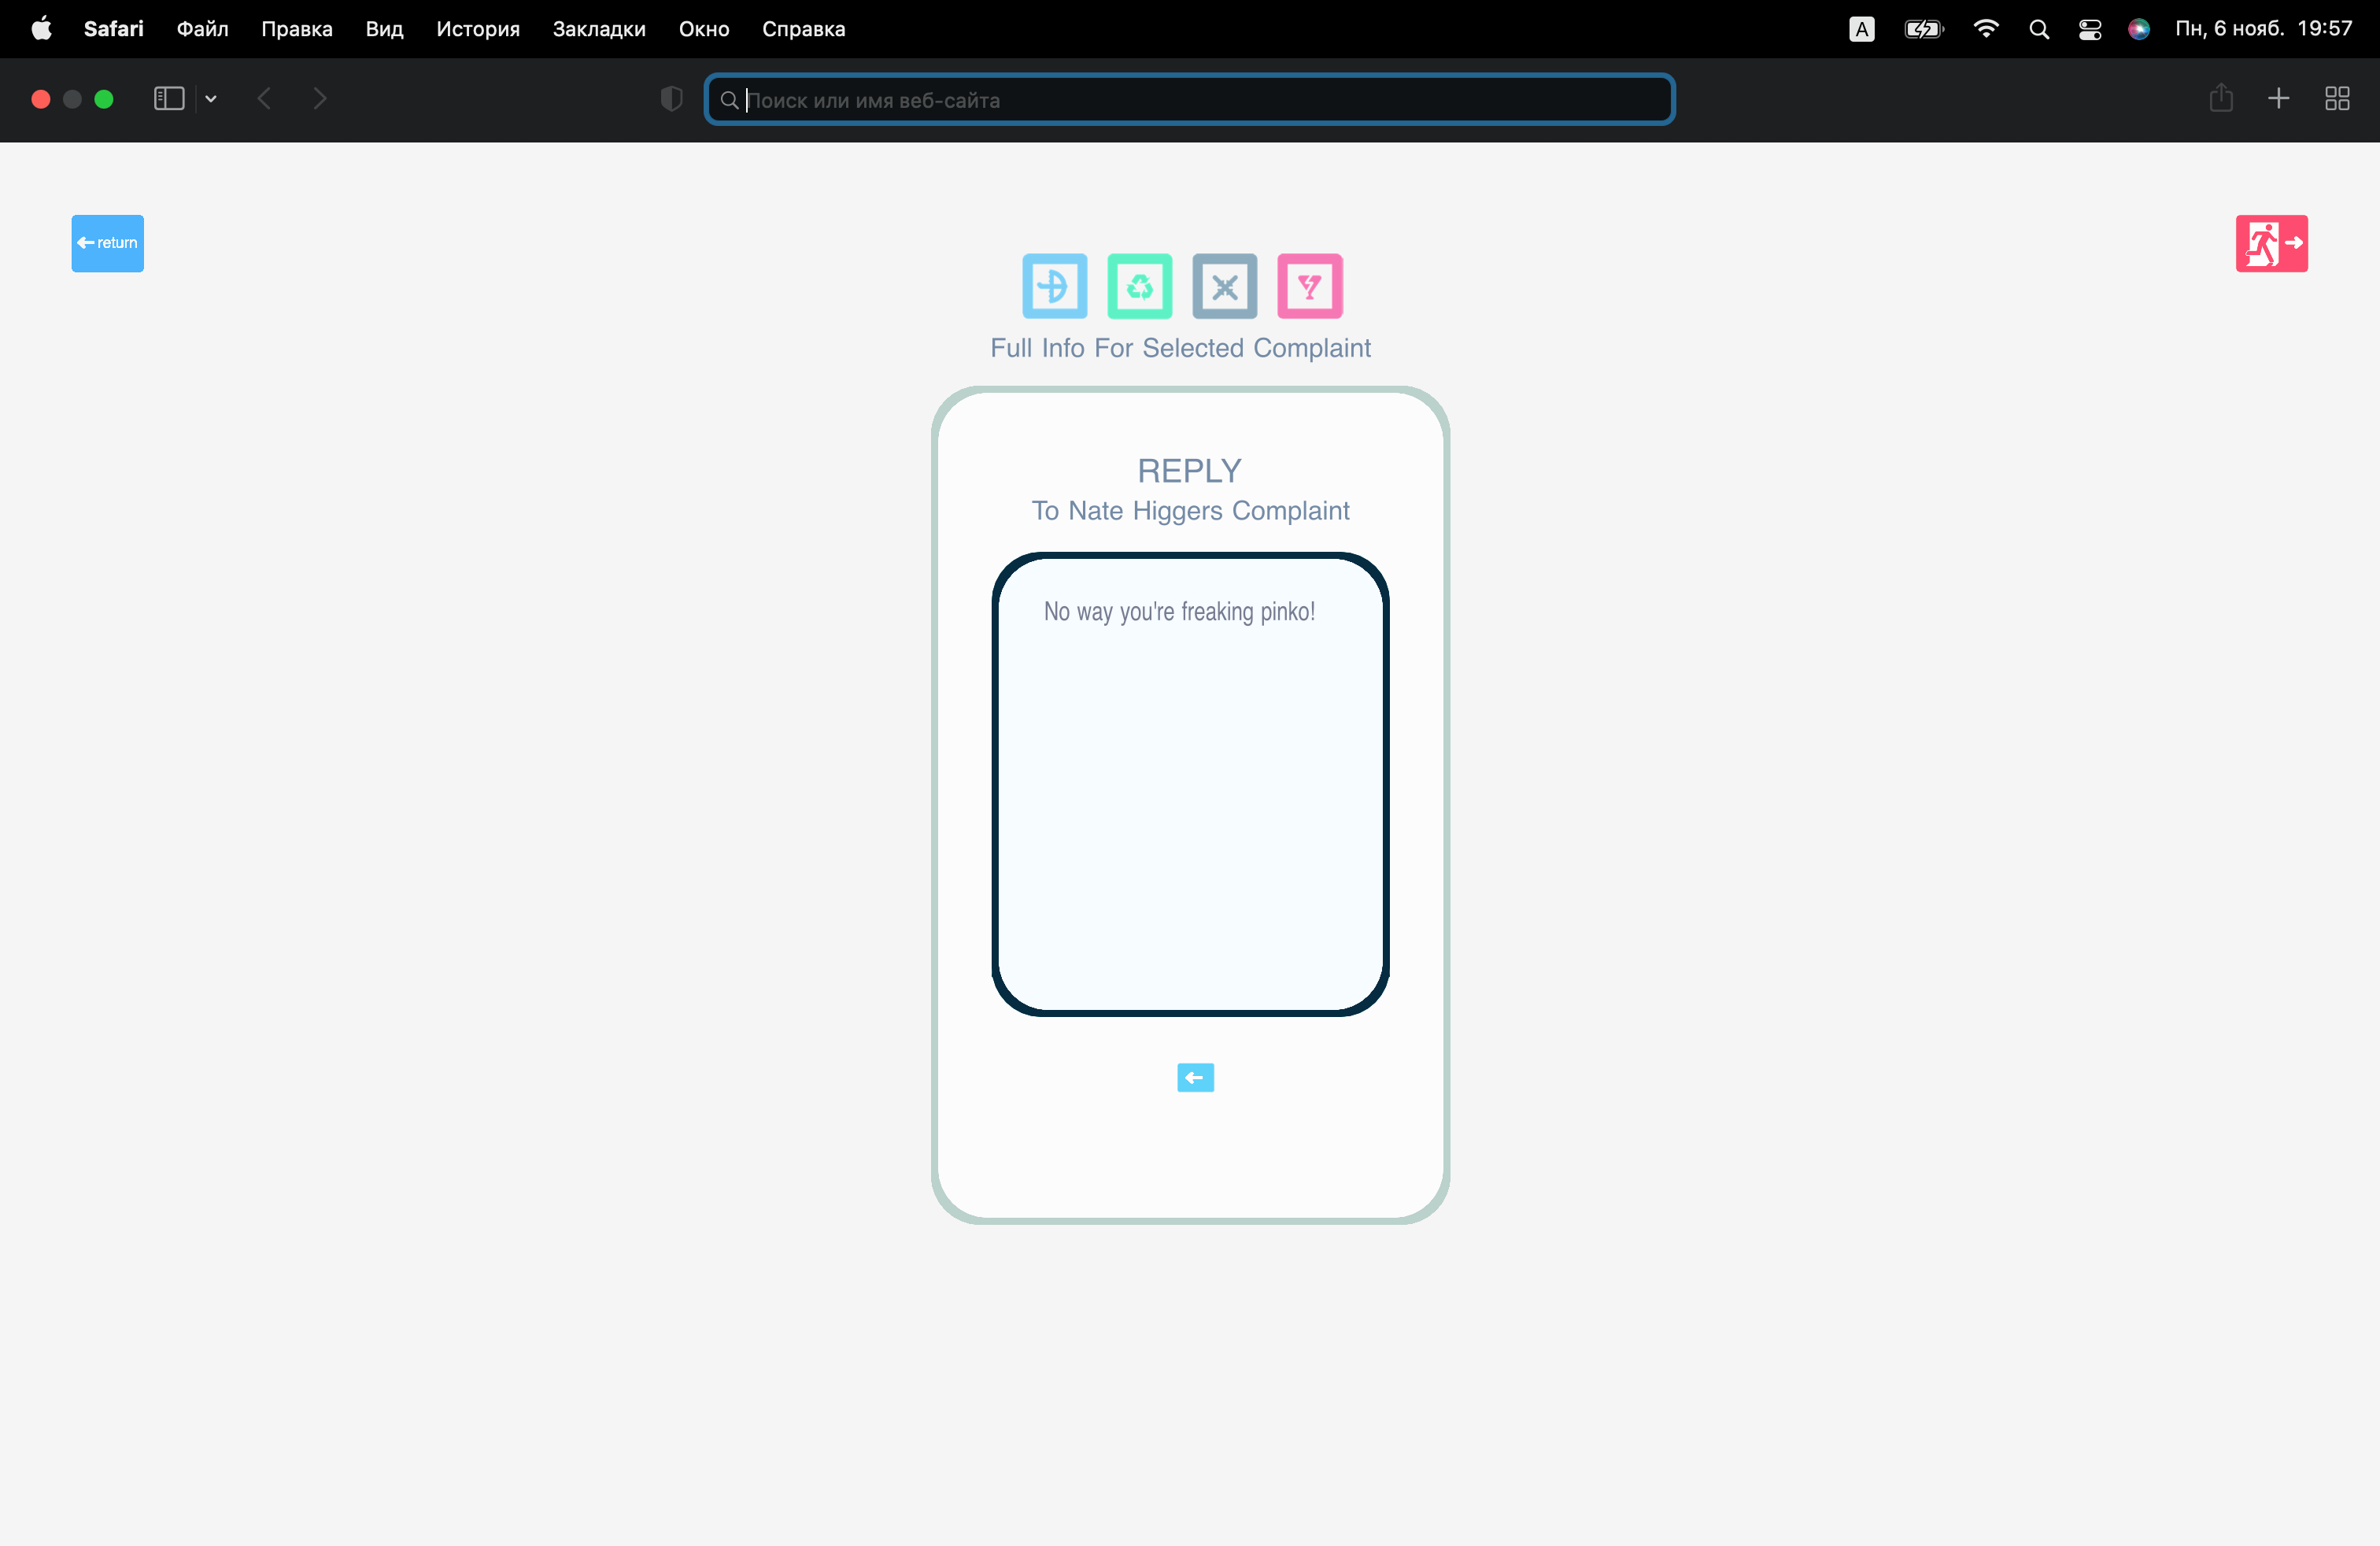 Safari Файл Правка Вид История Закладки Окно Справка A Пн, 6 нояб. 19:57
Поиск или имя веб-сайта
return
Full Info For Selected Complaint
REPLY
To Nate Higgers Complaint
No way you're freaking pinko!